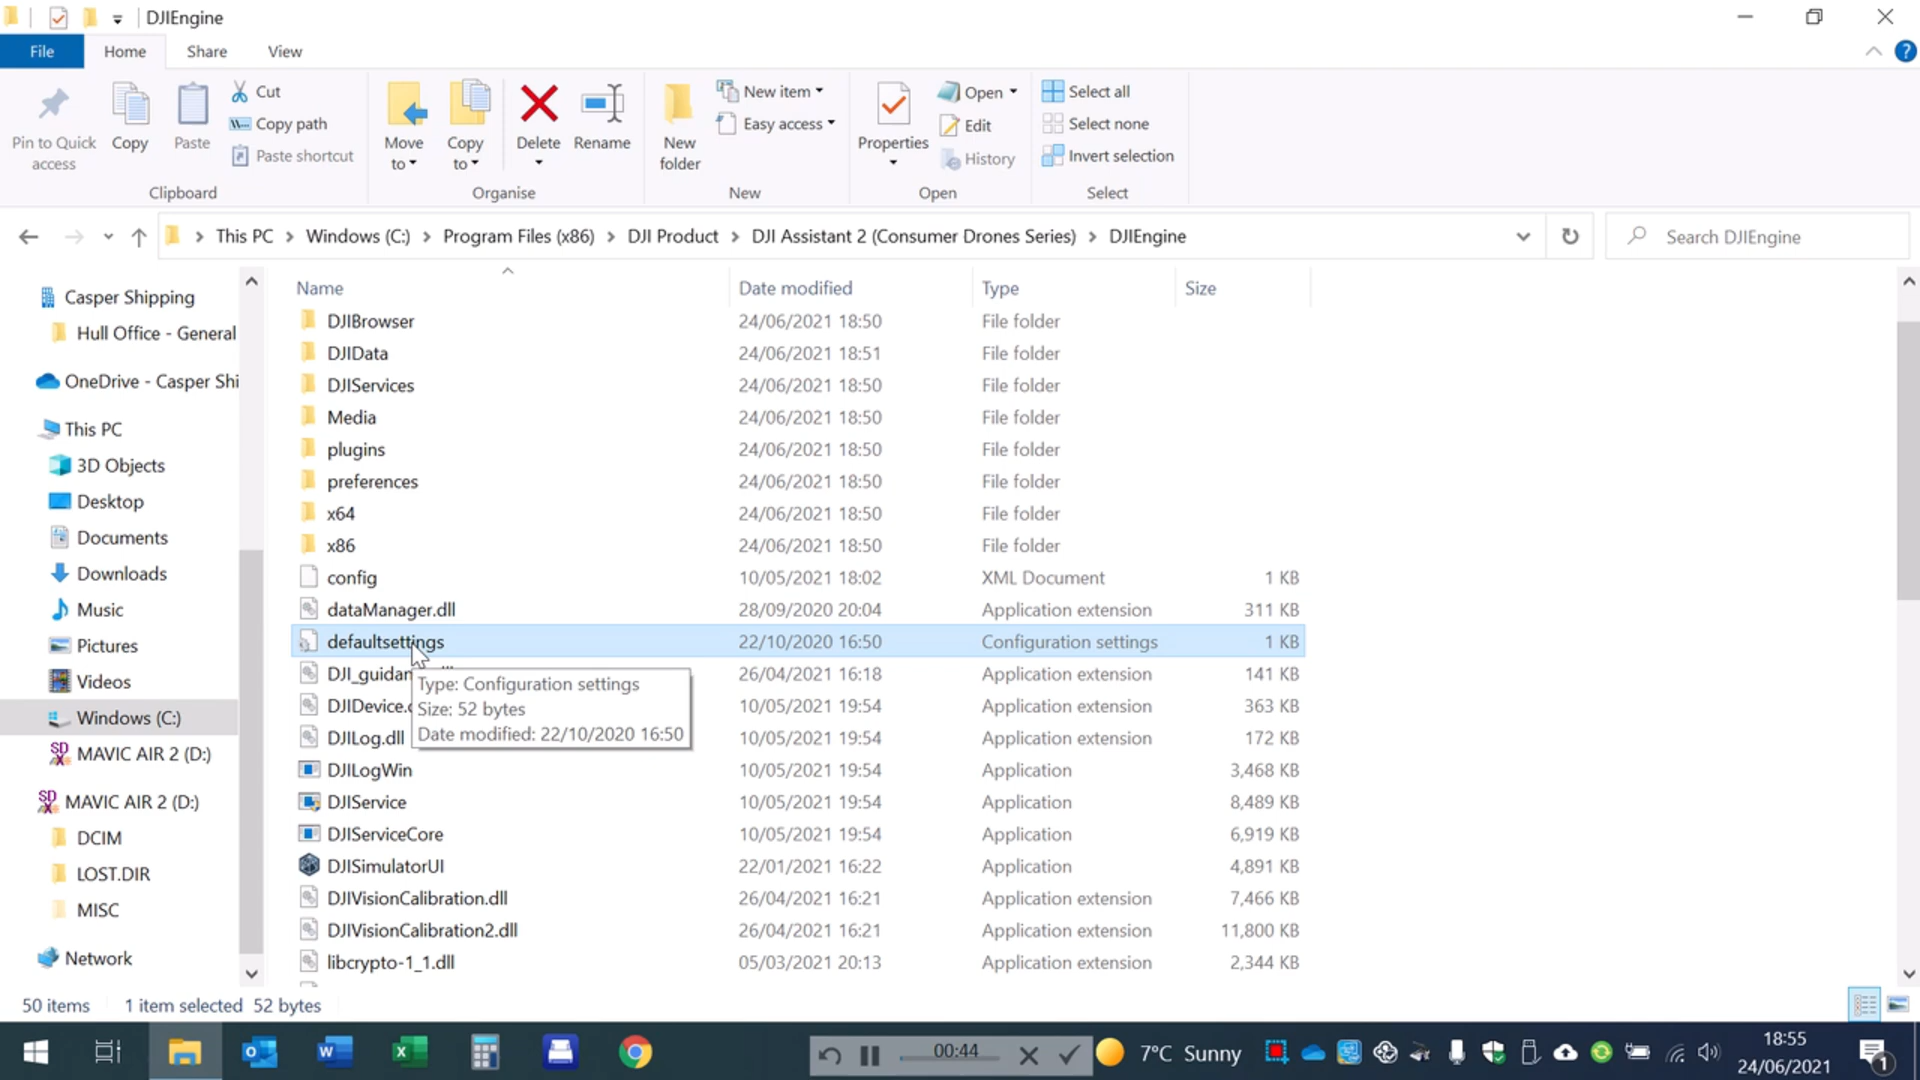 DJIEngine
File Home Share View
Pin to Quick access
Copy
Paste
Cut
Copy path
Paste shortcut
Clipboard
Move to
Copy to
Delete
Rename
Organise
New folder
New item
Easy access
New
Properties
Open
Edit
History
Open
Select all
Select none
Invert selection
Select
This PC > Windows (C:) > Program Files (x86) > DJI Product > DJI Assistant 2 (Consumer Drones Series) > DJIEngine
Search DJIEngine
Casper Shipping
Hull Office - General
OneDrive - Casper Shi
This PC
3D Objects
Desktop
Documents
Downloads
Music
Pictures
Videos
Windows (C:)
MAVIC AIR 2 (D:)
MAVIC AIR 2 (D:)
DCIM
LOST.DIR
MISC
Network
Name Date modified Type Size
DJIBrowser 24/06/2021 18:50 File folder
DJIData 24/06/2021 18:51 File folder
DJIServices 24/06/2021 18:50 File folder
Media 24/06/2021 18:50 File folder
plugins 24/06/2021 18:50 File folder
preferences 24/06/2021 18:50 File folder
x64 24/06/2021 18:50 File folder
x86 24/06/2021 18:50 File folder
config 10/05/2021 18:02 XML Document 1 KB
dataManager.dll 28/09/2020 20:04 Application extension 311 KB
defaultsettings 22/10/2020 16:50 Configuration settings 1 KB
DJI_guidan 26/04/2021 16:18 Application extension 141 KB
DJIDevice. 10/05/2021 19:54 Application extension 363 KB
DJILog.dll 10/05/2021 19:54 Application extension 172 KB
DJILogWin 10/05/2021 19:54 Application 3,468 KB
DJIService 10/05/2021 19:54 Application 8,489 KB
DJIServiceCore 10/05/2021 19:54 Application 6,919 KB
DJISimulatorUI 22/01/2021 16:22 Application 4,891 KB
DJIVisionCalibration.dll 26/04/2021 16:21 Application extension 7,466 KB
DJIVisionCalibration2.dll 26/04/2021 16:21 Application extension 11,800 KB
libcrypto-1_1.dll 05/03/2021 20:13 Application extension 2,344 KB
Type: Configuration settings
Size: 52 bytes
Date modified: 22/10/2020 16:50
50 items 1 item selected 52 bytes
00:44
7°C Sunny
18:55
24/06/2021
1